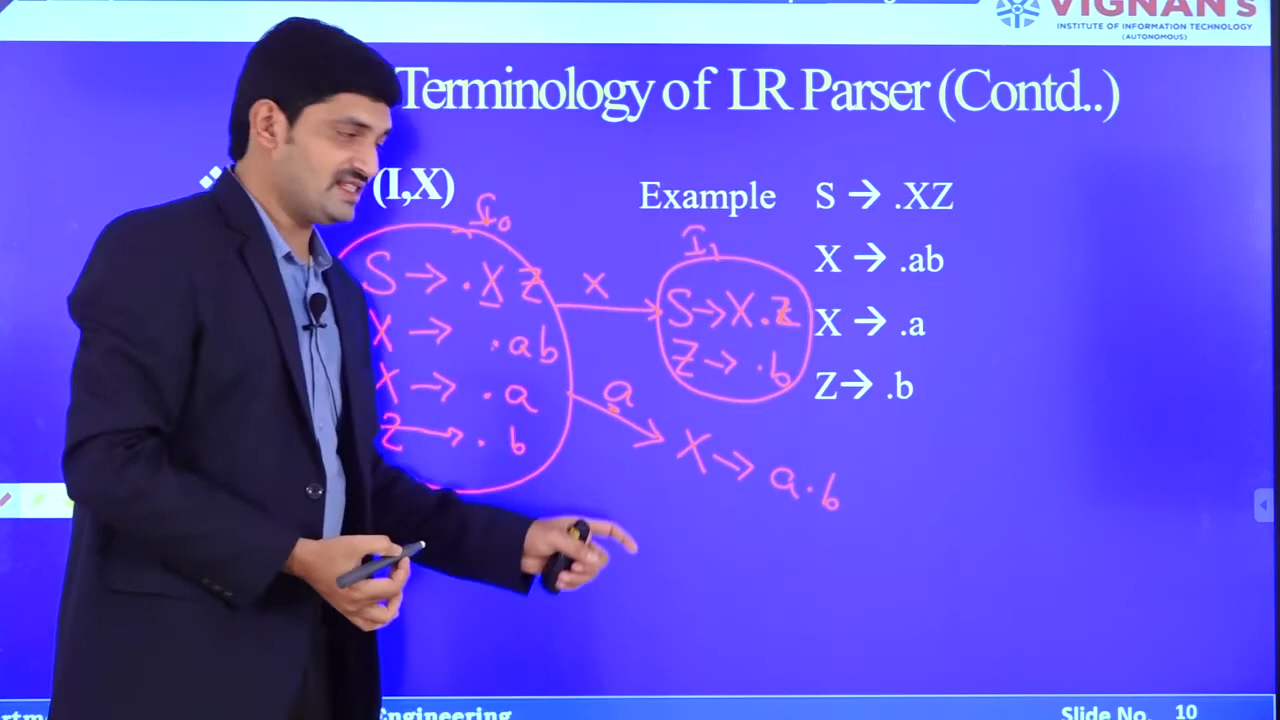 VIGNAN'S
INSTITUTE OF INFORMATION TECHNOLOGY
(AUTONOMOUS)
Terminology of LR Parser (Contd..)
(I,X)
Example S → .XZ
X → .ab
X → .a
Z → .b
I₀
S → .XZ
X → .ab
X → .a
Z → .b
X
I₁
S → X.Z
Z → .b
a
X → a.b
Engineering
Slide No. 10